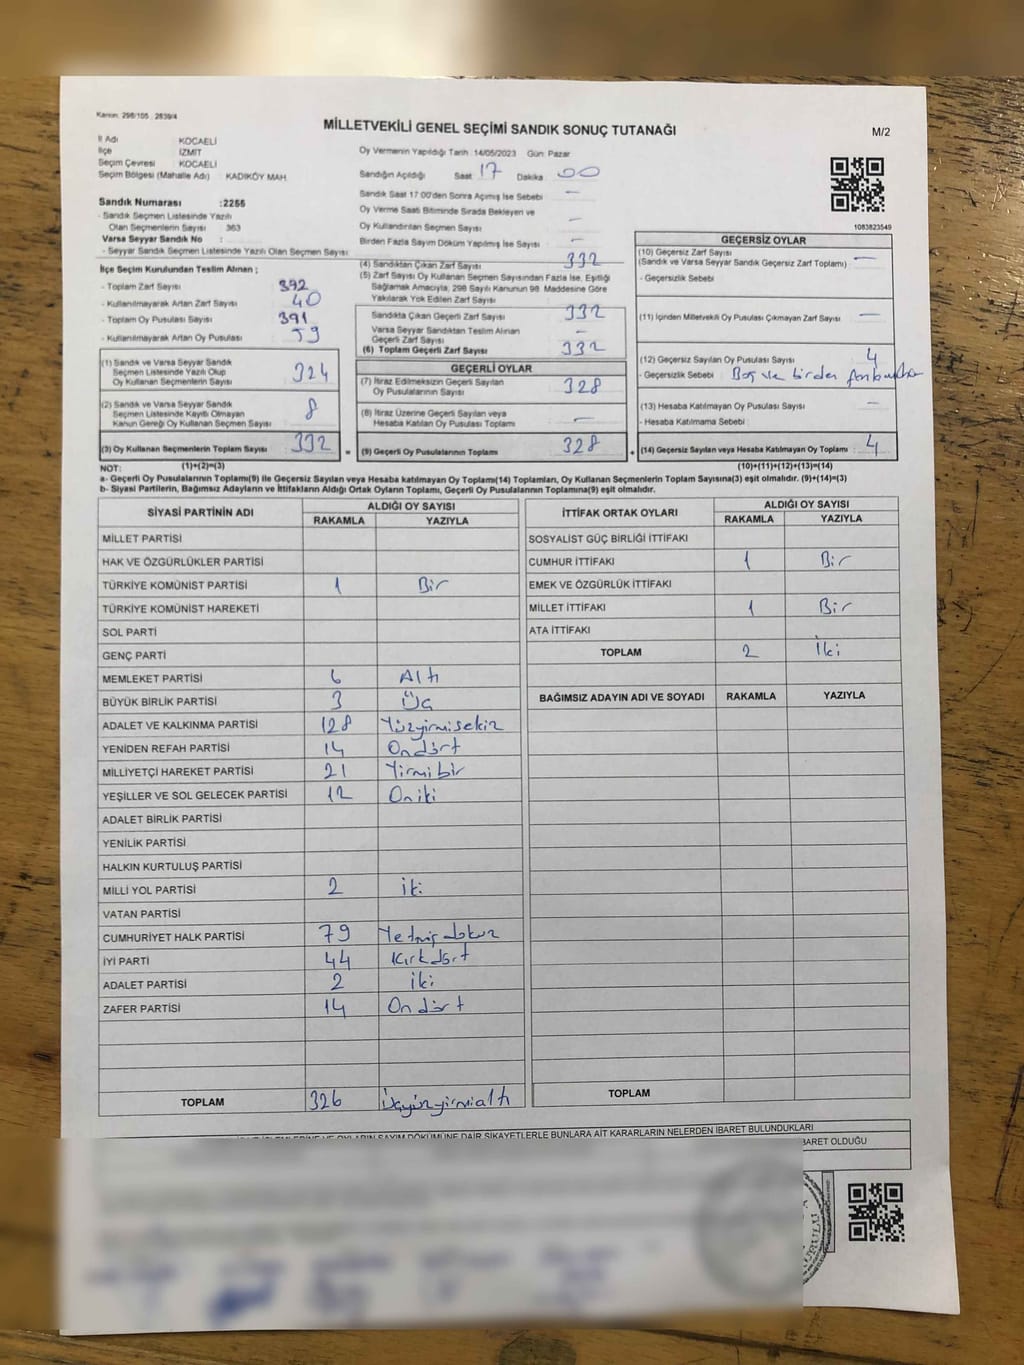 Kanun: 298/105 , 2839/4
MİLLETVEKİLİ GENEL SEÇİMİ SANDIK SONUÇ TUTANAĞI
M/2
İl Adı KOCAELİ
İlçe İZMİT
Seçim Çevresi KOCAELİ
Seçim Bölgesi (Mahalle Adı) KADIKÖY MAH.
Sandık Numarası :2255
- Sandık Seçmen Listesinde Yazılı
Olan Seçmenlerin Sayısı 363
Varsa Seyyar Sandık No :
- Seyyar Sandık Seçmen Listesinde Yazılı Olan Seçmen Sayısı
İlçe Seçim Kurulundan Teslim Alınan ;
- Toplam Zarf Sayısı 392
- Kullanılmayarak Artan Zarf Sayısı 40
- Toplam Oy Pusulası Sayısı 391
- Kullanılmayarak Artan Oy Pusulası 59
(1) Sandık ve Varsa Seyyar Sandık
Seçmen Listesinde Yazılı Olup
Oy Kullanan Seçmenlerin Sayısı 324
(2) Sandık ve Varsa Seyyar Sandık
Seçmen Listesinde Kayıtlı Olmayan
Kanun Gereği Oy Kullanan Seçmen Sayısı 8
(3) Oy Kullanan Seçmenlerin Toplam Sayısı 332
Oy Vermenin Yapıldığı Tarih :14/05/2023 Gün: Pazar
Sandığın Açıldığı Saat 17 Dakika 00
Sandık Saat 17:00'den Sonra Açılmış İse Sebebi —
Oy Verme Saati Bitiminde Sırada Bekleyen ve
Oy Kullandırılan Seçmen Sayısı —
Birden Fazla Sayım Döküm Yapılmış İse Sayısı —
(4) Sandıktan Çıkan Zarf Sayısı 332
(5) Zarf Sayısı Oy Kullanan Seçmen Sayısından Fazla İse, Eşitliği
Sağlamak Amacıyla, 298 Sayılı Kanunun 98. Maddesine Göre
Yakılarak Yok Edilen Zarf Sayısı
Sandıkta Çıkan Geçerli Zarf Sayısı 332
Varsa Seyyar Sandıktan Teslim Alınan
Geçerli Zarf Sayısı
(6) Toplam Geçerli Zarf Sayısı 332
GEÇERLİ OYLAR
(7) İtiraz Edilmeksizin Geçerli Sayılan
Oy Pusulalarının Sayısı 328
(8) İtiraz Üzerine Geçerli Sayılan veya
Hesaba Katılan Oy Pusulası Toplamı —
= (9) Geçerli Oy Pusulalarının Toplamı 328
1083823549
GEÇERSİZ OYLAR
(10) Geçersiz Zarf Sayısı
(Sandık ve Varsa Seyyar Sandık Geçersiz Zarf Toplamı) —
- Geçersizlik Sebebi
(11) İçinden Milletvekili Oy Pusulası Çıkmayan Zarf Sayısı —
(12) Geçersiz Sayılan Oy Pusulası Sayısı 4
- Geçersizlik Sebebi : Boş ve birden
(13) Hesaba Katılmayan Oy Pusulası Sayısı —
- Hesaba Katılmama Sebebi :
+ (14) Geçersiz Sayılan veya Hesaba Katılmayan Oy Toplamı : 4
NOT: (1)+(2)=(3) (10)+(11)+(12)+(13)=(14)
a- Geçerli Oy Pusulalarının Toplamı(9) ile Geçersiz Sayılan veya Hesaba katılmayan Oy Toplamı(14) Toplamları, Oy Kullanan Seçmenlerin Toplam Sayısına(3) eşit olmalıdır. (9)+(14)=(3)
b- Siyasi Partilerin, Bağımsız Adayların ve İttifakların Aldığı Oy Sayıların Toplamı, Geçerli Oy Pusulalarının Toplamına(9) eşit olmalıdır.
SİYASİ PARTİNİN ADI ALDIĞI OY SAYISI
RAKAMLA YAZIYLA
MİLLET PARTİSİ
HAK VE ÖZGÜRLÜKLER PARTİSİ
TÜRKİYE KOMÜNİST PARTİSİ 1 Bir
TÜRKİYE KOMÜNİST HAREKETİ
SOL PARTİ
GENÇ PARTİ
MEMLEKET PARTİSİ 6 Altı
BÜYÜK BİRLİK PARTİSİ 3 Üç
ADALET VE KALKINMA PARTİSİ 128 Yüzyirmisekiz
YENİDEN REFAH PARTİSİ 14 Ondört
MİLLİYETÇİ HAREKET PARTİSİ 21 Yirmibir
YEŞİLLER VE SOL GELECEK PARTİSİ 12 Oniki
ADALET BİRLİK PARTİSİ
YENİLİK PARTİSİ
HALKIN KURTULUŞ PARTİSİ
MİLLİ YOL PARTİSİ 2 iki
VATAN PARTİSİ
CUMHURİYET HALK PARTİSİ 79 Yetmişdokuz
İYİ PARTİ 44 Kırkdört
ADALET PARTİSİ 2 iki
ZAFER PARTİSİ 14 Ondört
TOPLAM 326 Üçyüzyirmialtı
İTTİFAK ORTAK OYLARI ALDIĞI OY SAYISI
RAKAMLA YAZIYLA
SOSYALİST GÜÇ BİRLİĞİ İTTİFAKI
CUMHUR İTTİFAKI 1 Bir
EMEK VE ÖZGÜRLÜK İTTİFAKI
MİLLET İTTİFAKI 1 Bir
ATA İTTİFAKI
TOPLAM 2 İki
BAĞIMSIZ ADAYIN ADI VE SOYADI RAKAMLA YAZIYLA
TOPLAM
OYLARIN SAYIM DÖKÜMÜNE DAİR ŞİKAYETLERLE BUNLARA AİT KARARLARIN NELERDEN İBARET BULUNDUKLARI
BARET OLDUĞU